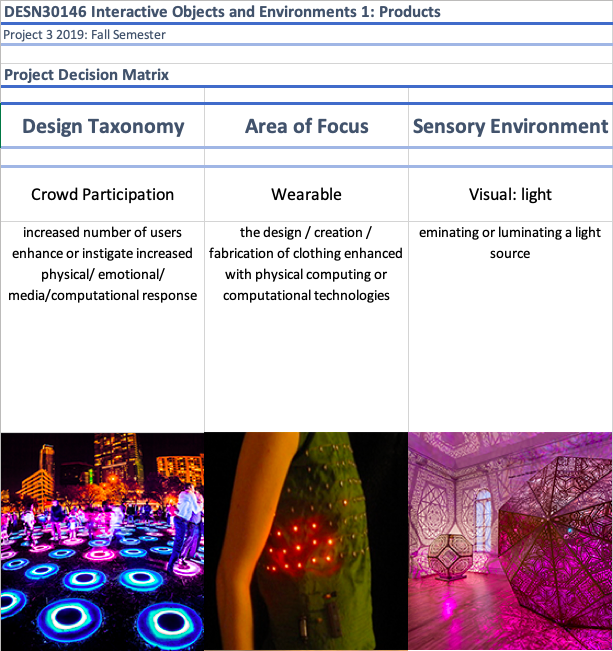 DESN30146 Interactive Objects and Environments 1: Products
Project 3 2019: Fall Semester
Project Decision Matrix
Design Taxonomy
Area of Focus
Sensory Environment
Crowd Participation
Wearable
Visual: light
increased number of users
enhance or instigate increased
physical/ emotional/
media/computational response
the design / creation /
fabrication of clothing enhanced
with physical computing or
computational technologies
eminating or luminating a light
source